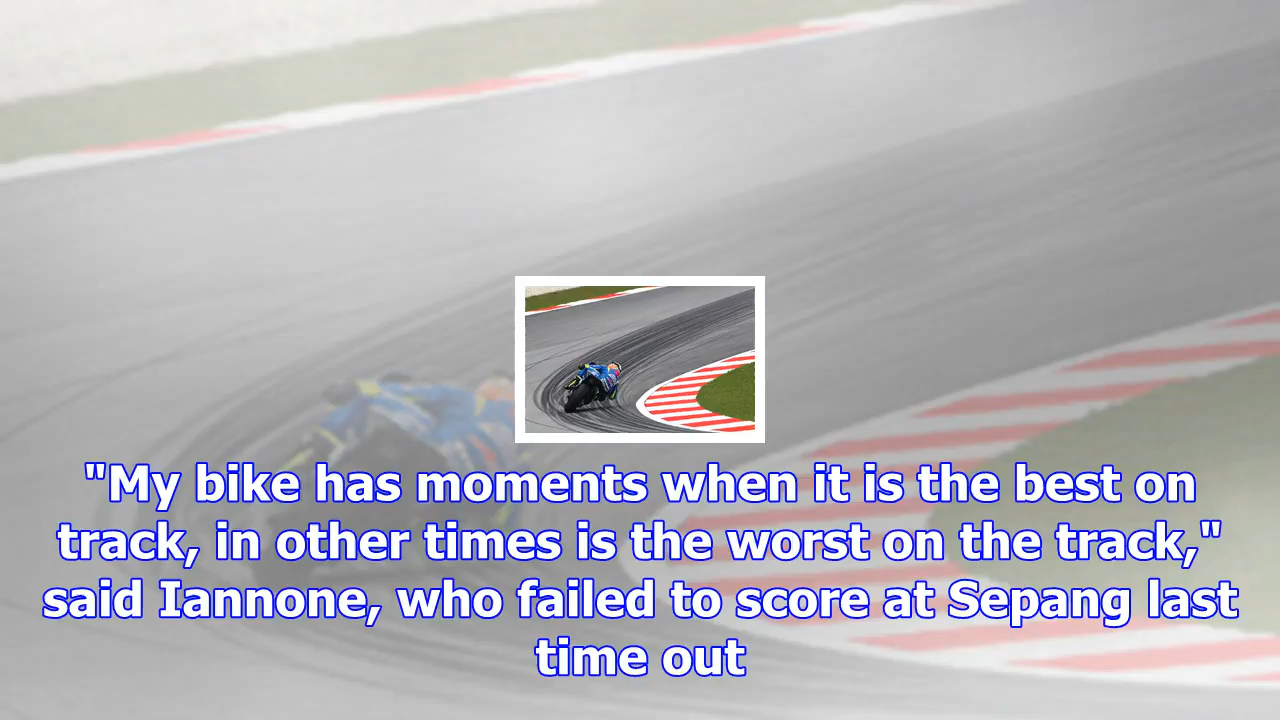 "My bike has moments when it is the best on
track, in other times is the worst on the track,"
said Iannone, who failed to score at Sepang last
time out